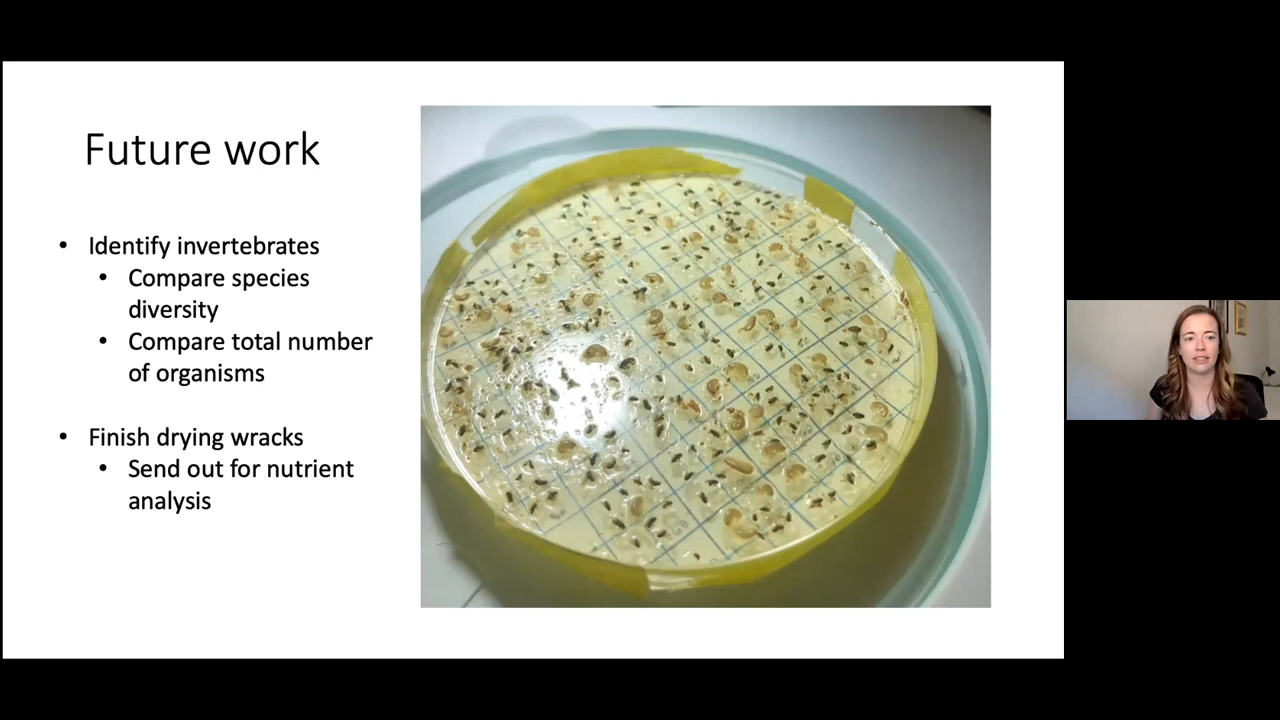 Future work
• Identify invertebrates
• Compare species
diversity
• Compare total number
of organisms
• Finish drying wracks
• Send out for nutrient
analysis